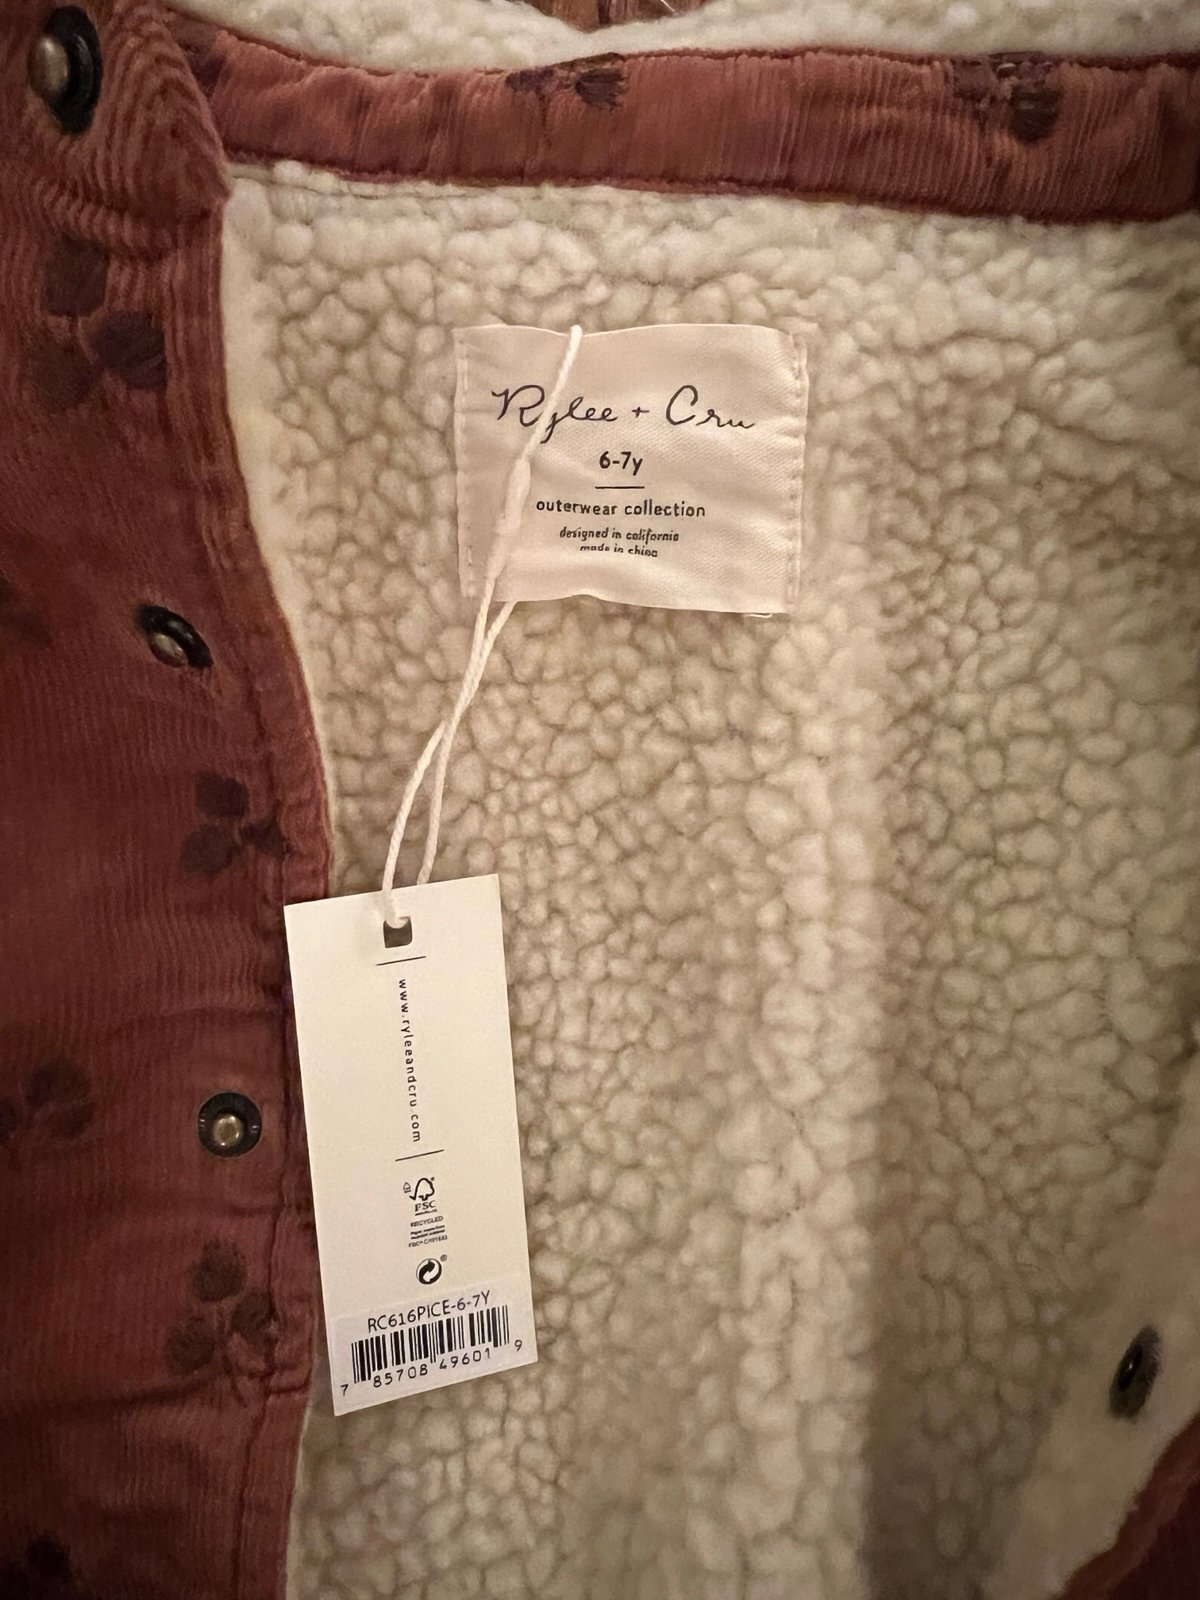 Rylee + Cru
6-7y
outerwear collection
designed in california
made in china
www.ryleeandcru.com
FSC
RECYCLED
RC616PICE-6-7Y
7 85708 49601 9